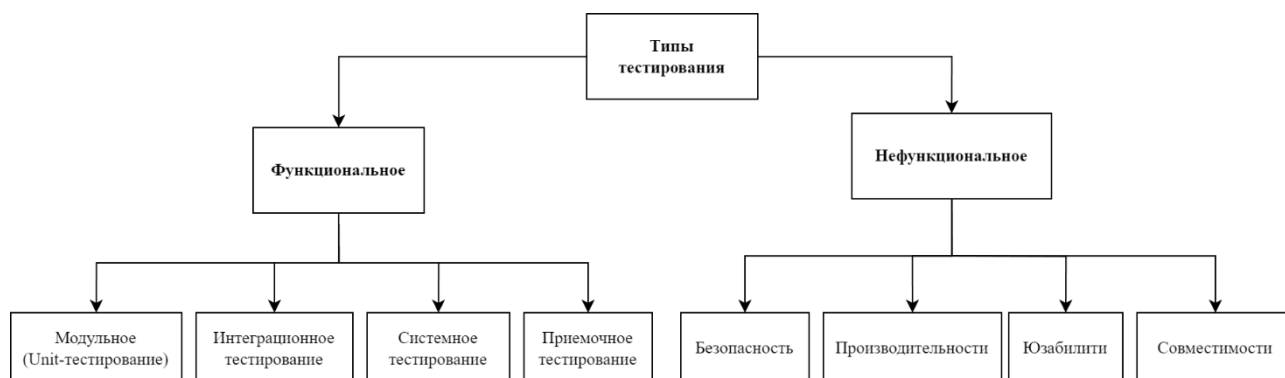 Типы
тестирования
Функциональное
Нефункциональное
Модульное
(Unit-тестирование)
Интеграционное
тестирование
Системное
тестирование
Приемочное
тестирование
Безопасность
Производительности
Юзабилити
Совместимости